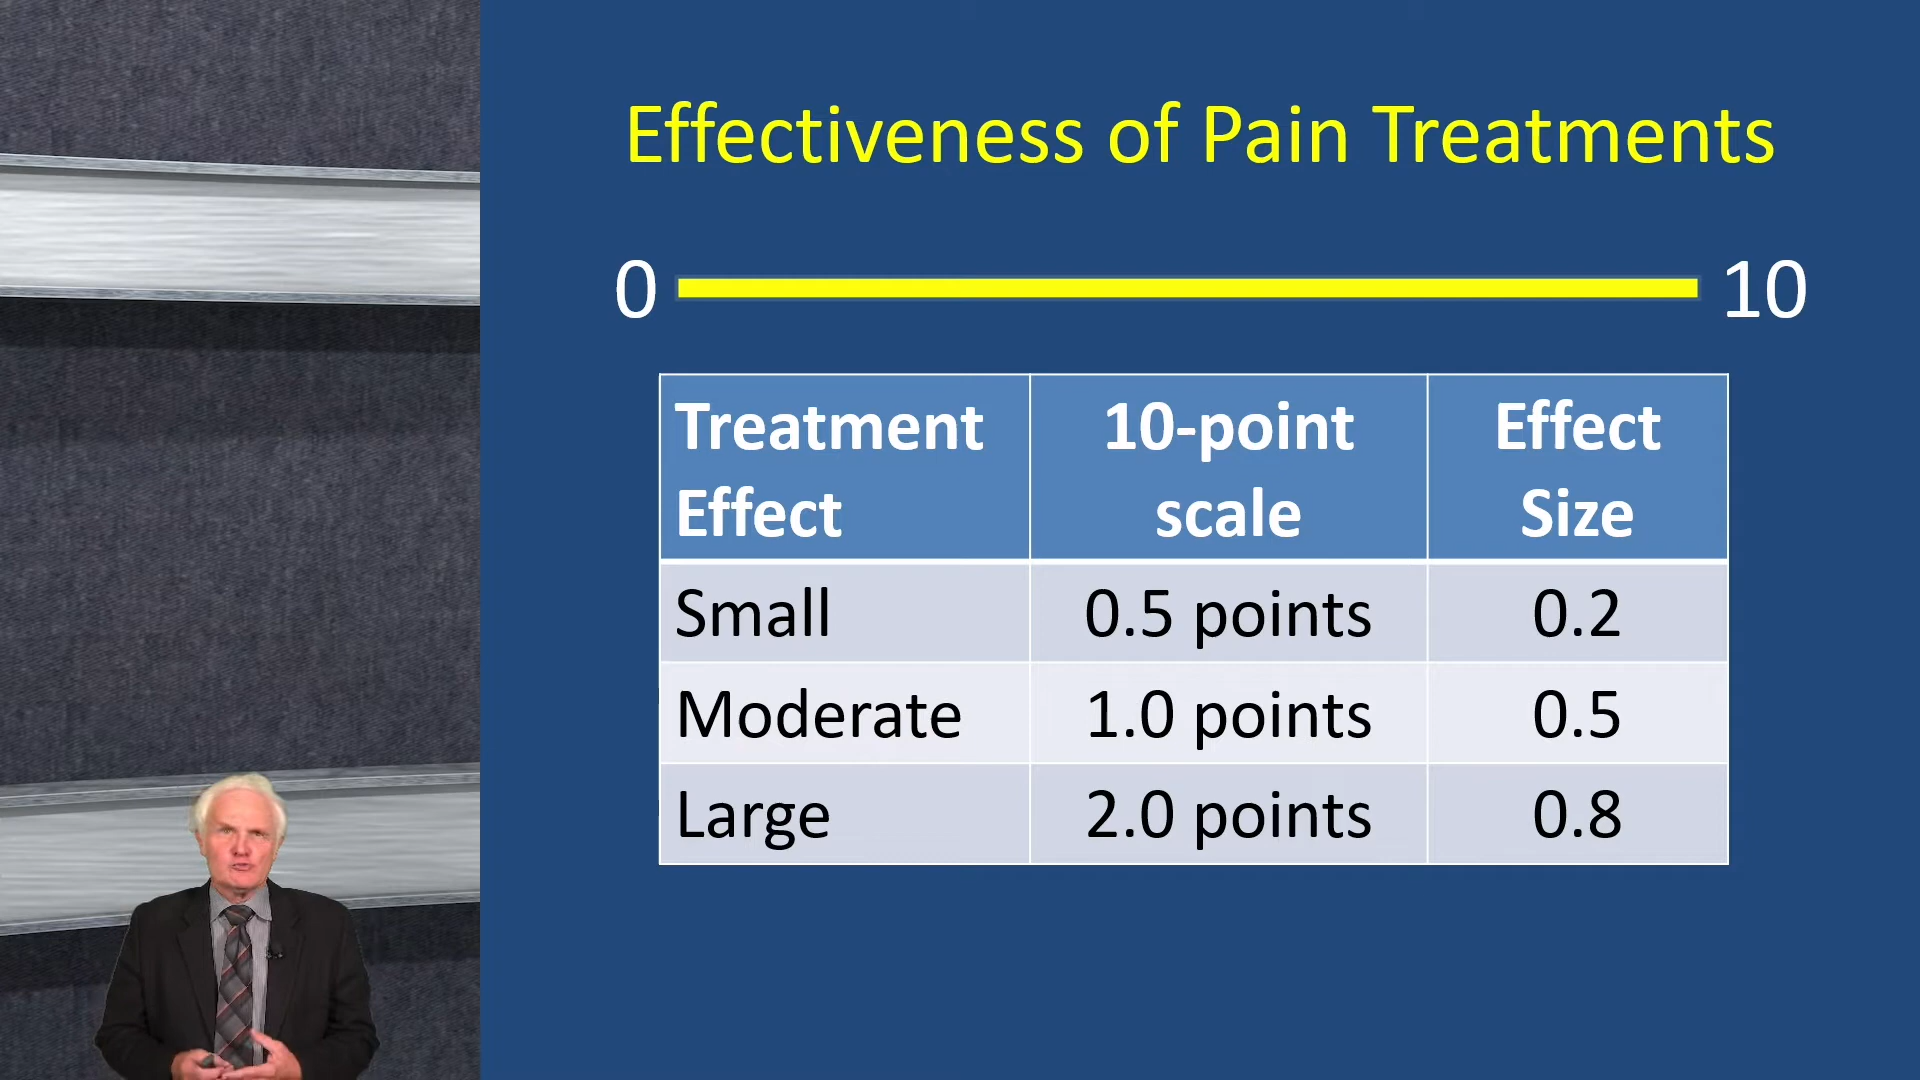 Effectiveness of Pain Treatments
0 10
Treatment Effect 10-point scale Effect Size
Small 0.5 points 0.2
Moderate 1.0 points 0.5
Large 2.0 points 0.8